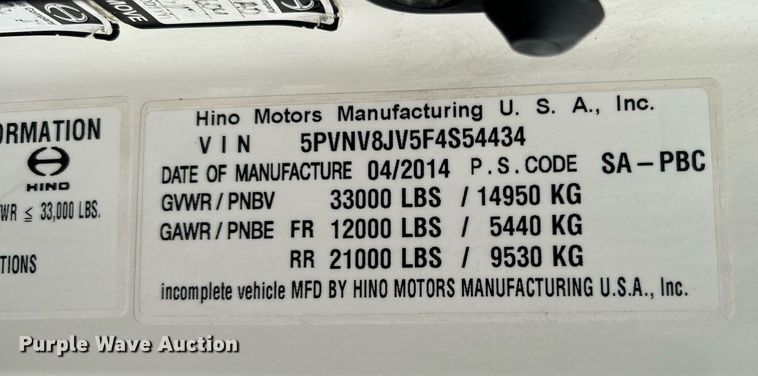 MOVE
ORMATION
HINO
WR ≤ 33,000 LBS.
TIONS
Hino Motors Manufacturing U. S. A., Inc.
VIN 5PVNV8JV5F4S54434
DATE OF MANUFACTURE 04/2014 P.S.CODE SA-PBC
GVWR / PNBV 33000 LBS / 14950 KG
GAWR / PNBE FR 12000 LBS / 5440 KG
RR 21000 LBS / 9530 KG
incomplete vehicle MFD BY HINO MOTORS MANUFACTURING U.S.A., Inc.
Purple Wave Auction